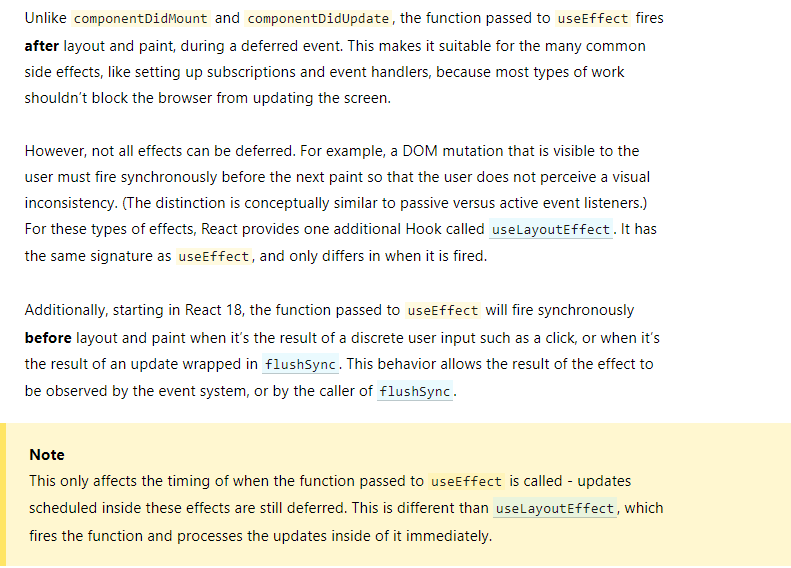 Unlike componentDidMount and componentDidUpdate, the function passed to useEffect fires
after layout and paint, during a deferred event. This makes it suitable for the many common
side effects, like setting up subscriptions and event handlers, because most types of work
shouldn’t block the browser from updating the screen.
However, not all effects can be deferred. For example, a DOM mutation that is visible to the
user must fire synchronously before the next paint so that the user does not perceive a visual
inconsistency. (The distinction is conceptually similar to passive versus active event listeners.)
For these types of effects, React provides one additional Hook called useLayoutEffect. It has
the same signature as useEffect, and only differs in when it is fired.
Additionally, starting in React 18, the function passed to useEffect will fire synchronously
before layout and paint when it’s the result of a discrete user input such as a click, or when it’s
the result of an update wrapped in flushSync. This behavior allows the result of the effect to
be observed by the event system, or by the caller of flushSync.
Note
This only affects the timing of when the function passed to useEffect is called - updates
scheduled inside these effects are still deferred. This is different than useLayoutEffect, which
fires the function and processes the updates inside of it immediately.